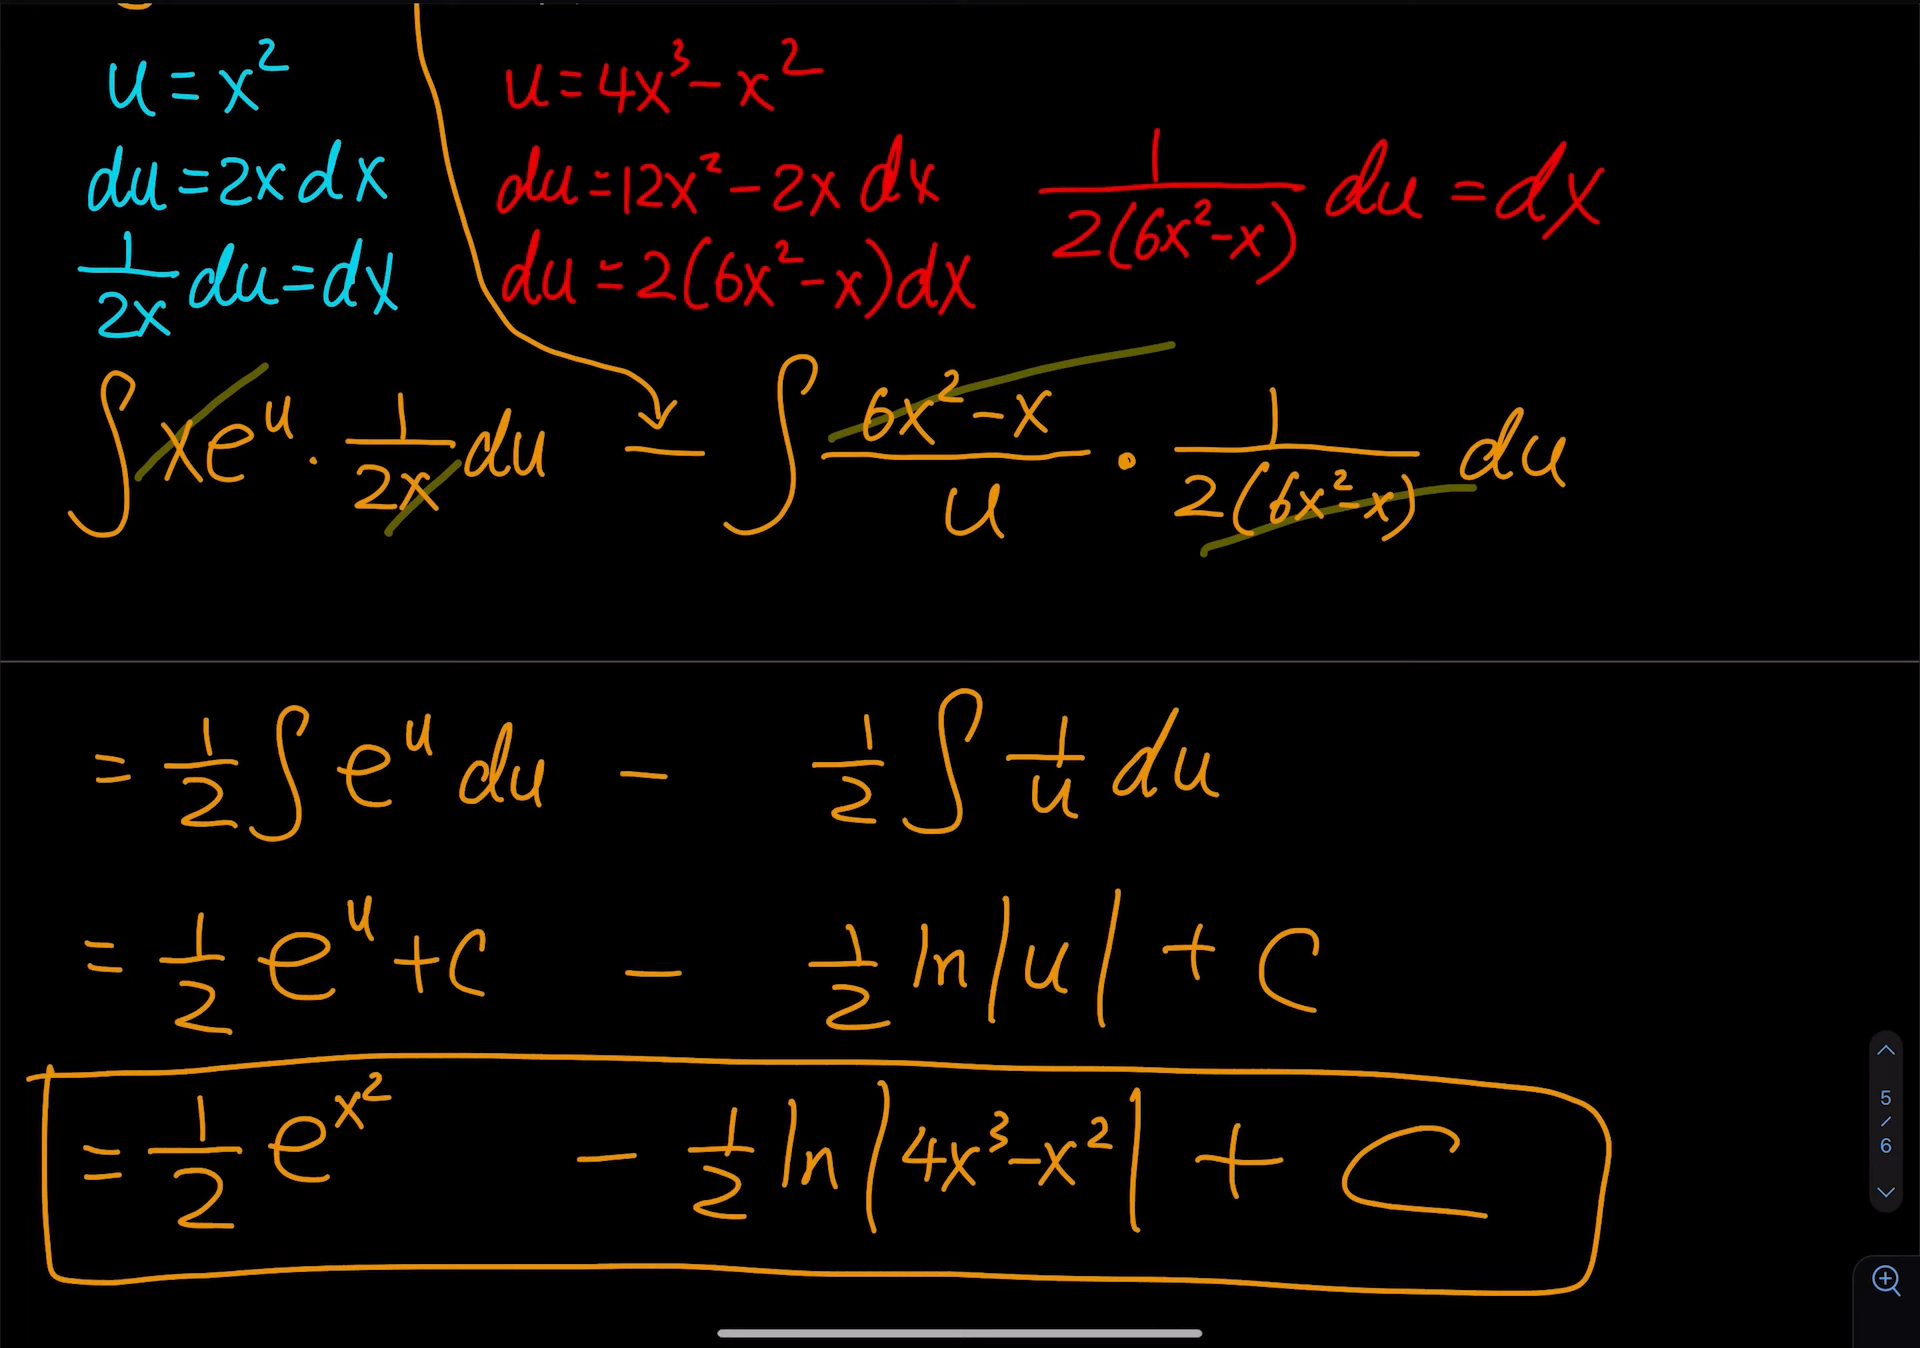 u = x²
du = 2x dx
1/2x du = dx
u = 4x³ - x²
du = 12x² - 2x dx
du = 2(6x² - x)dx
1/2(6x² - x) du = dx
∫ xe^u · 1/2x du - ∫ 6x² - x/u · 1/2(6x² - x) du
= 1/2 ∫ e^u du - 1/2 ∫ 1/u du
= 1/2 e^u + C - 1/2 ln|u| + C
= 1/2 e^x² - 1/2 ln|4x³ - x²| + C
5
/
6